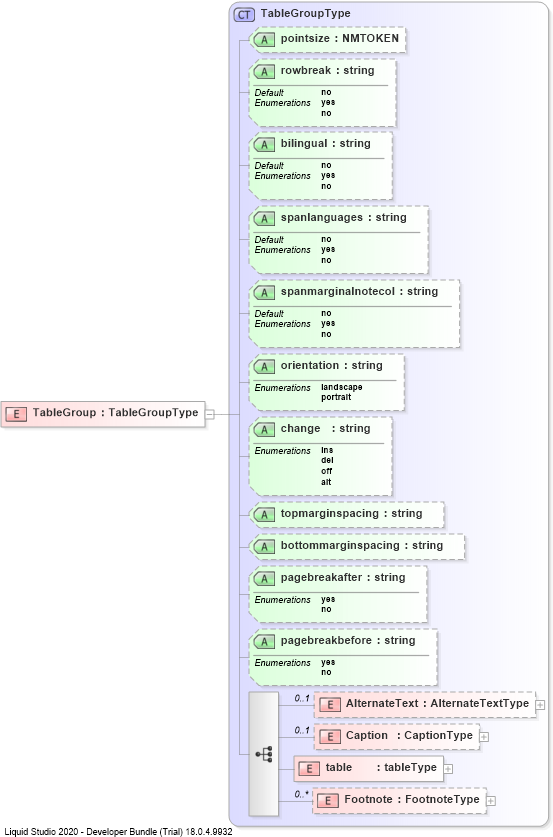 CT TableGroupType
A pointsize : NMTOKEN
A rowbreak : string
Default no
Enumerations yes
no
A bilingual : string
Default no
Enumerations yes
no
A spanlanguages : string
Default no
Enumerations yes
no
A spanmarginalnotecol : string
Default no
Enumerations yes
no
A orientation : string
Enumerations landscape
portrait
E TableGroup : TableGroupType
A change : string
Enumerations ins
del
off
alt
A topmarginspacing : string
A bottommarginspacing : string
A pagebreakafter : string
Enumerations yes
no
A pagebreakbefore : string
Enumerations yes
no
0..1 E AlternateText : AlternateTextType
0..1 E Caption : CaptionType
E table : tableType
0..* E Footnote : FootnoteType
Liquid Studio 2020 - Developer Bundle (Trial) 18.0.4.9932